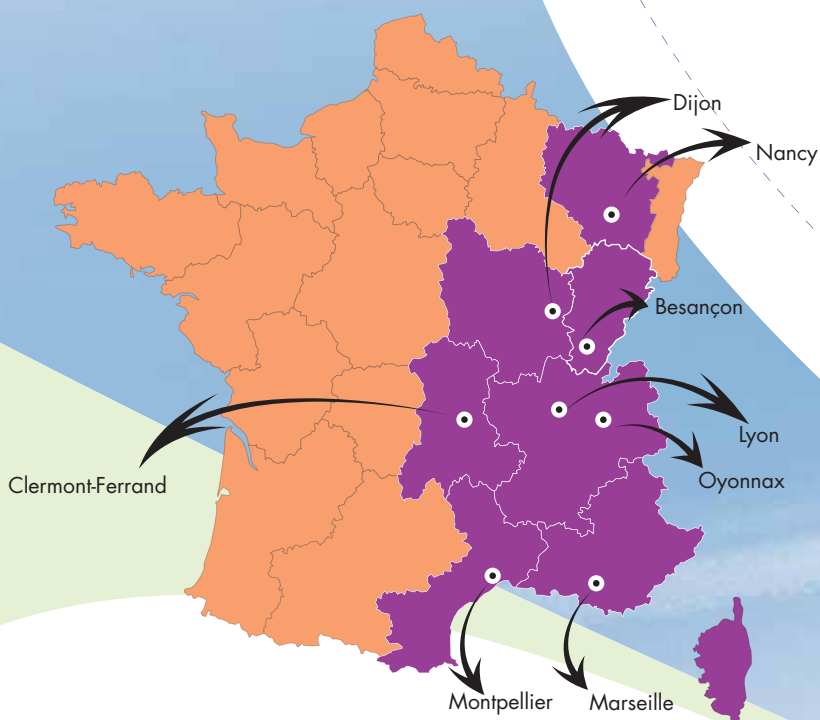 Dijon
Nancy
Besançon
Lyon
Oyonnax
Clermont-Ferrand
Montpellier
Marseille